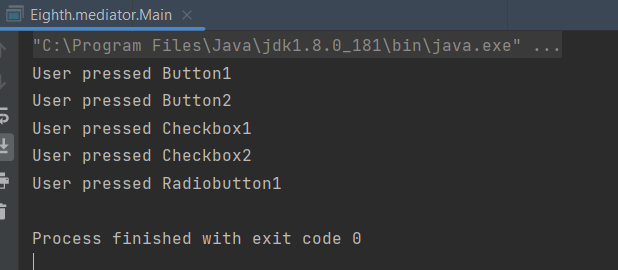 Eighth.mediator.Main
"C:\Program Files\Java\jdk1.8.0_181\bin\java.exe" ...
User pressed Button1
User pressed Button2
User pressed Checkbox1
User pressed Checkbox2
User pressed Radiobutton1
Process finished with exit code 0